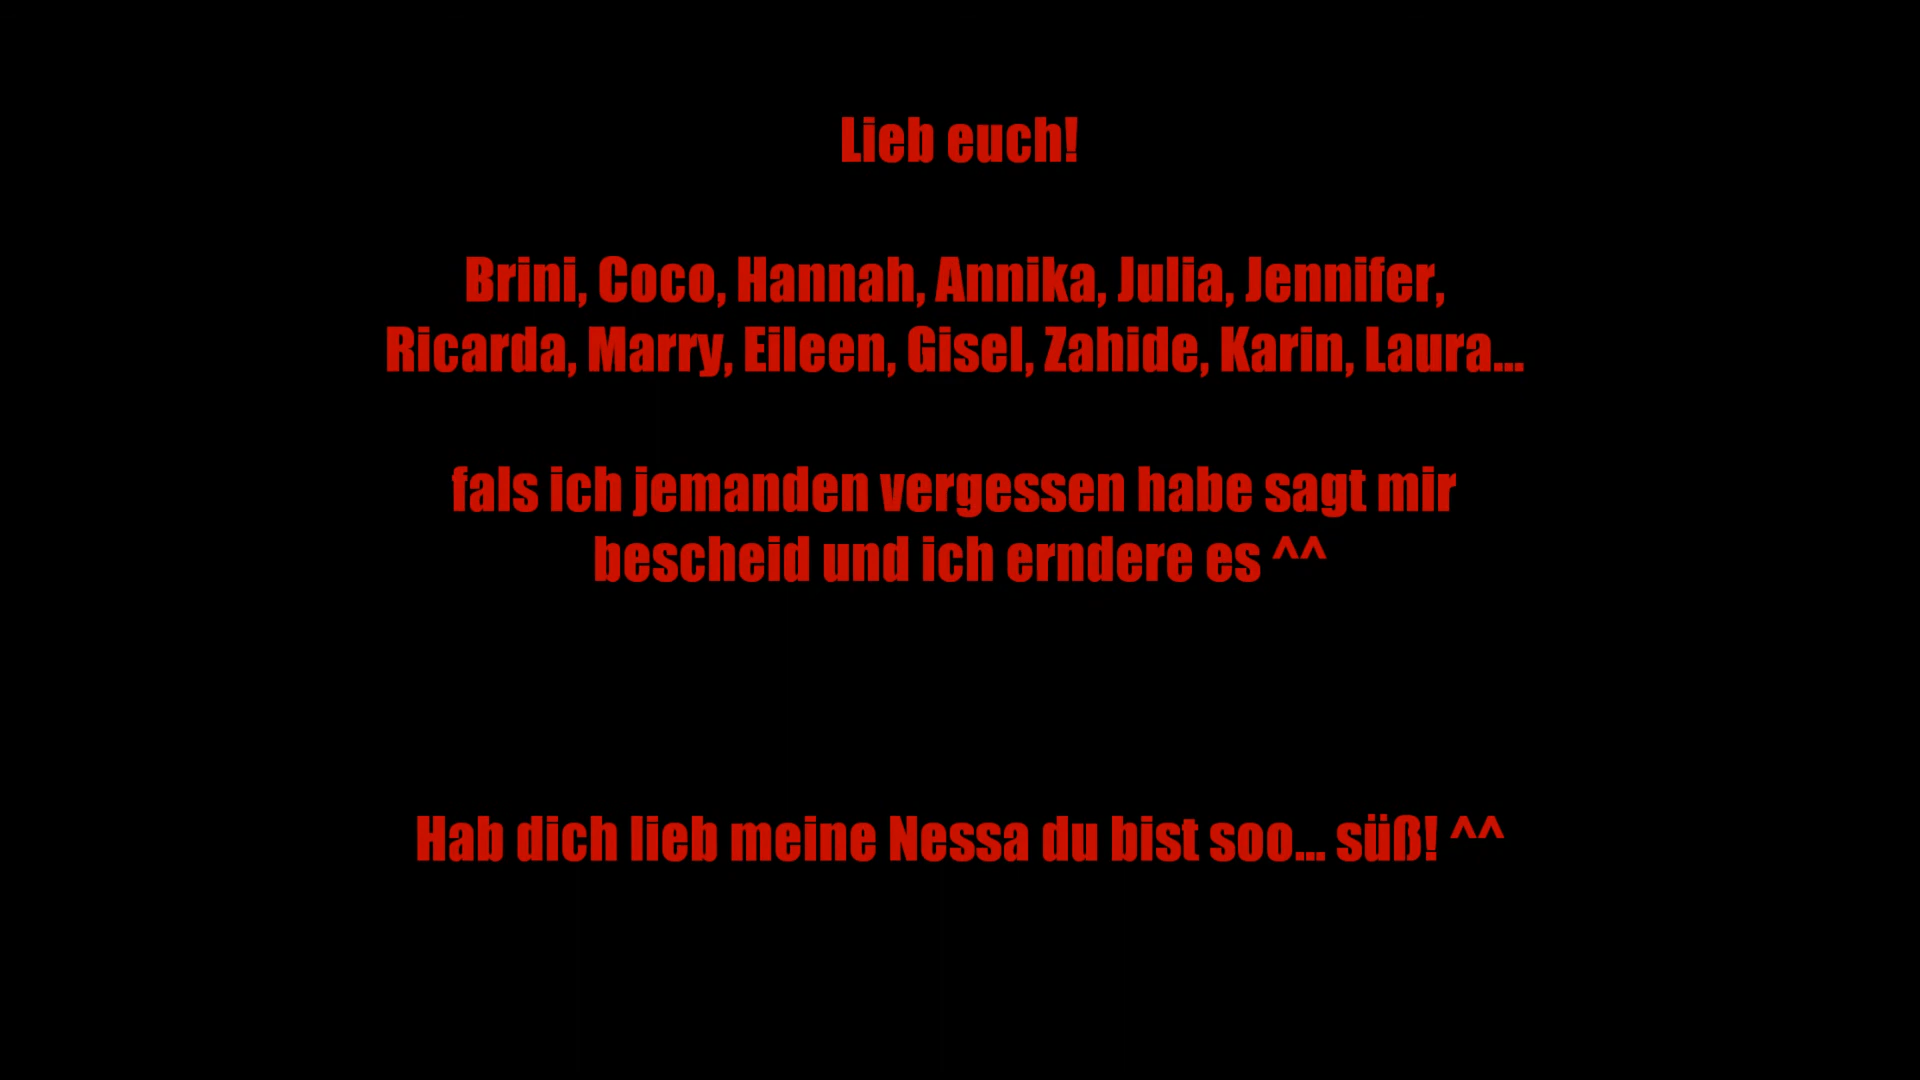 Lieb euch!
Brini, Coco, Hannah, Annika, Julia, Jennifer,
Ricarda, Marry, Eileen, Gisel, Zahide, Karin, Laura...
fals ich jemanden vergessen habe sagt mir
bescheid und ich erndere es ^^
Hab dich lieb meine Nessa du bist soo... süß! ^^